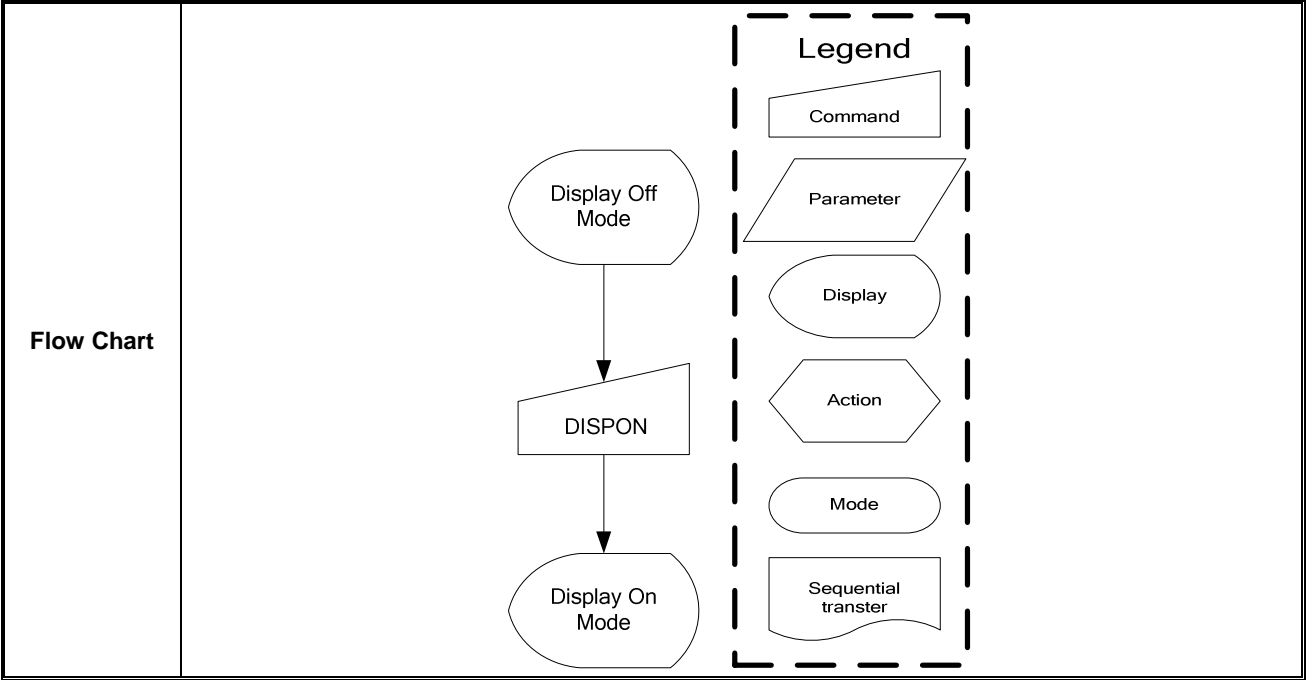 Flow Chart
Display Off
Mode
DISPON
Display On
Mode
Legend
Command
Parameter
Display
Action
Mode
Sequential
transter